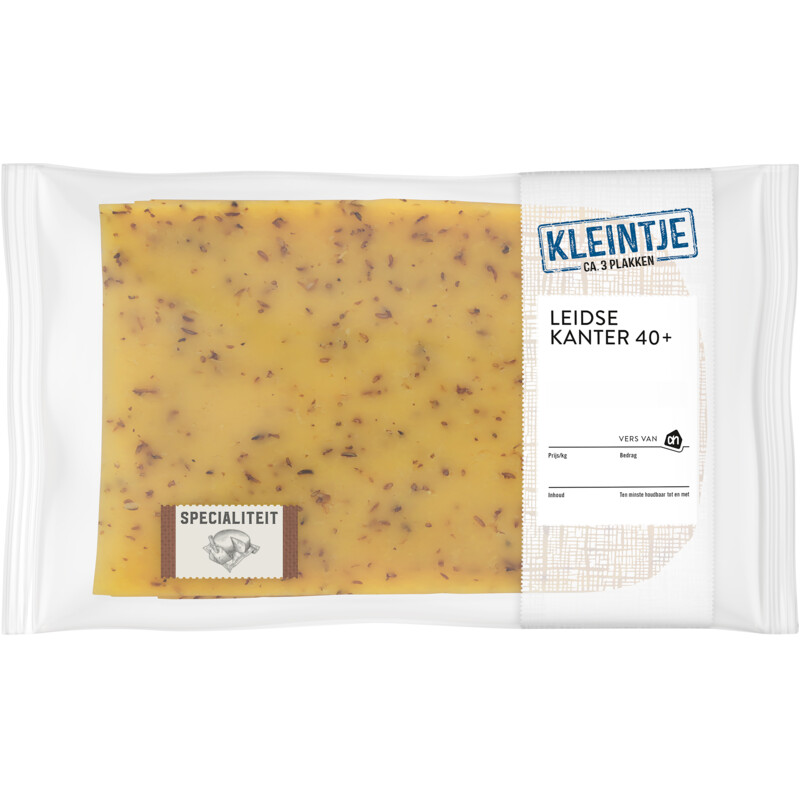 KLEINTJE
CA. 3 PLAKKEN
LEIDSE
KANTER 40+
VERS VAN ah
Prijs/kg Bedrag
Inhoud Ten minste houdbaar tot en met
SPECIALITEIT